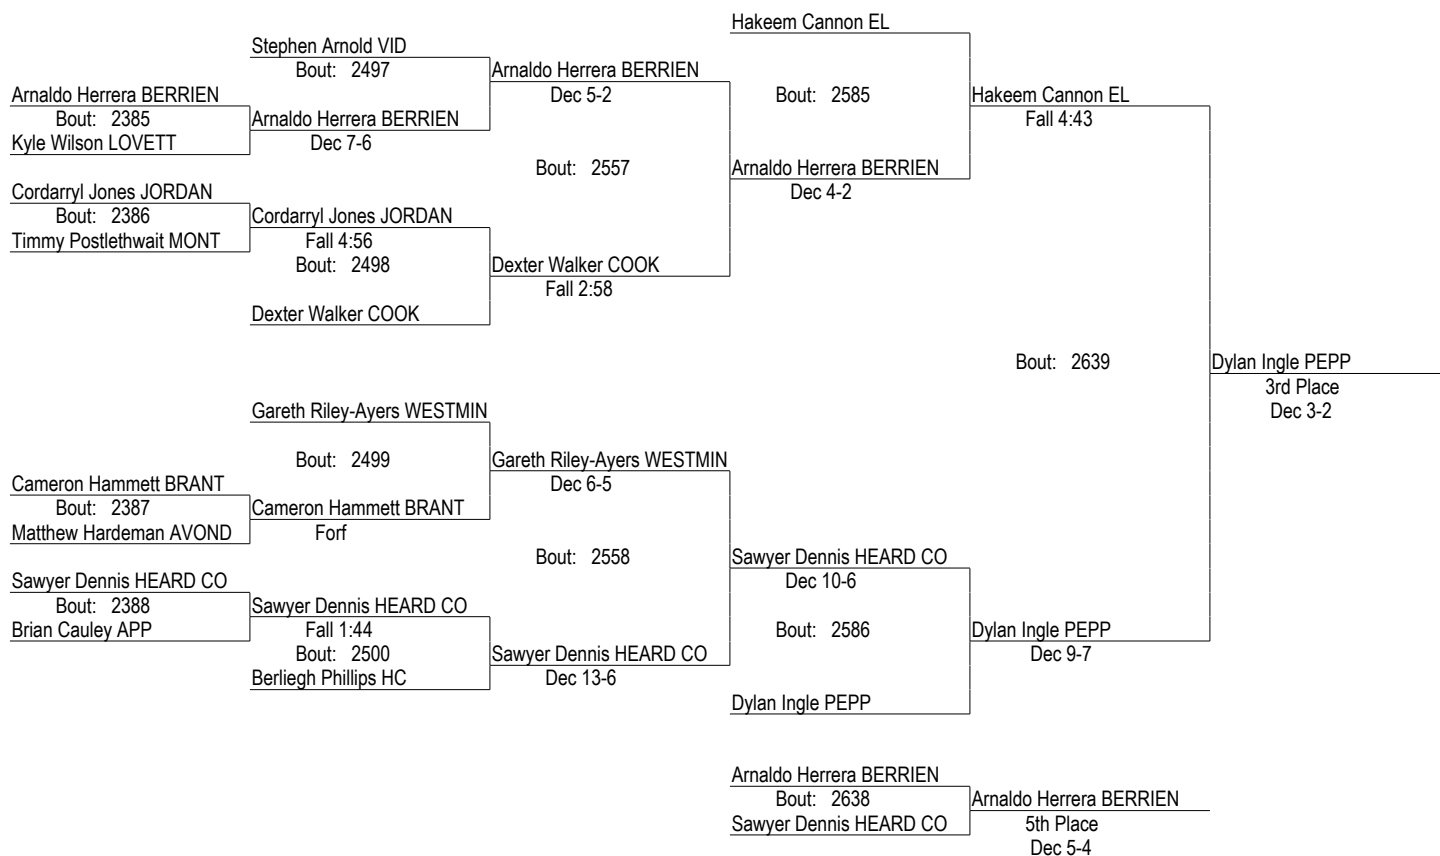 Hakeem Cannon EL
Stephen Arnold VID
Bout: 2497
Arnaldo Herrera BERRIEN
Dec 5-2
Arnaldo Herrera BERRIEN
Bout: 2385
Kyle Wilson LOVETT
Arnaldo Herrera BERRIEN
Dec 7-6
Bout: 2585
Hakeem Cannon EL
Fall 4:43
Bout: 2557
Arnaldo Herrera BERRIEN
Dec 4-2
Cordarryl Jones JORDAN
Bout: 2386
Timmy Postlethwait MONT
Cordarryl Jones JORDAN
Fall 4:56
Bout: 2498
Dexter Walker COOK
Fall 2:58
Dexter Walker COOK
Bout: 2639
Dylan Ingle PEPP
3rd Place
Dec 3-2
Gareth Riley-Ayers WESTMIN
Bout: 2499
Gareth Riley-Ayers WESTMIN
Dec 6-5
Cameron Hammett BRANT
Bout: 2387
Matthew Hardeman AVOND
Cameron Hammett BRANT
Forf
Bout: 2558
Sawyer Dennis HEARD CO
Dec 10-6
Sawyer Dennis HEARD CO
Bout: 2388
Brian Cauley APP
Sawyer Dennis HEARD CO
Fall 1:44
Bout: 2500
Berliegh Phillips HC
Sawyer Dennis HEARD CO
Dec 13-6
Bout: 2586
Dylan Ingle PEPP
Dec 9-7
Dylan Ingle PEPP
Arnaldo Herrera BERRIEN
Bout: 2638
Sawyer Dennis HEARD CO
Arnaldo Herrera BERRIEN
5th Place
Dec 5-4